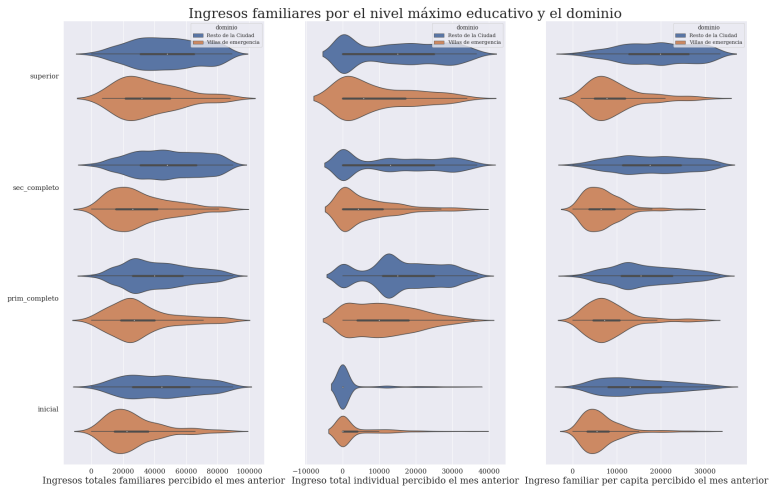 Ingresos familiares por el nivel máximo educativo y el dominio
dominio
Resto de la Ciudad
Villas de emergencia
dominio
Resto de la Ciudad
Villas de emergencia
dominio
Resto de la Ciudad
Villas de emergencia
superior
sec_completo
prim_completo
inicial
0 20000 40000 60000 80000 100000
−10000 0 10000 20000 30000 40000
0 10000 20000 30000
Ingresos totales familiares percibido el mes anterior
Ingreso total individual percibido el mes anterior
Ingreso familiar per capita percibido el mes anterior